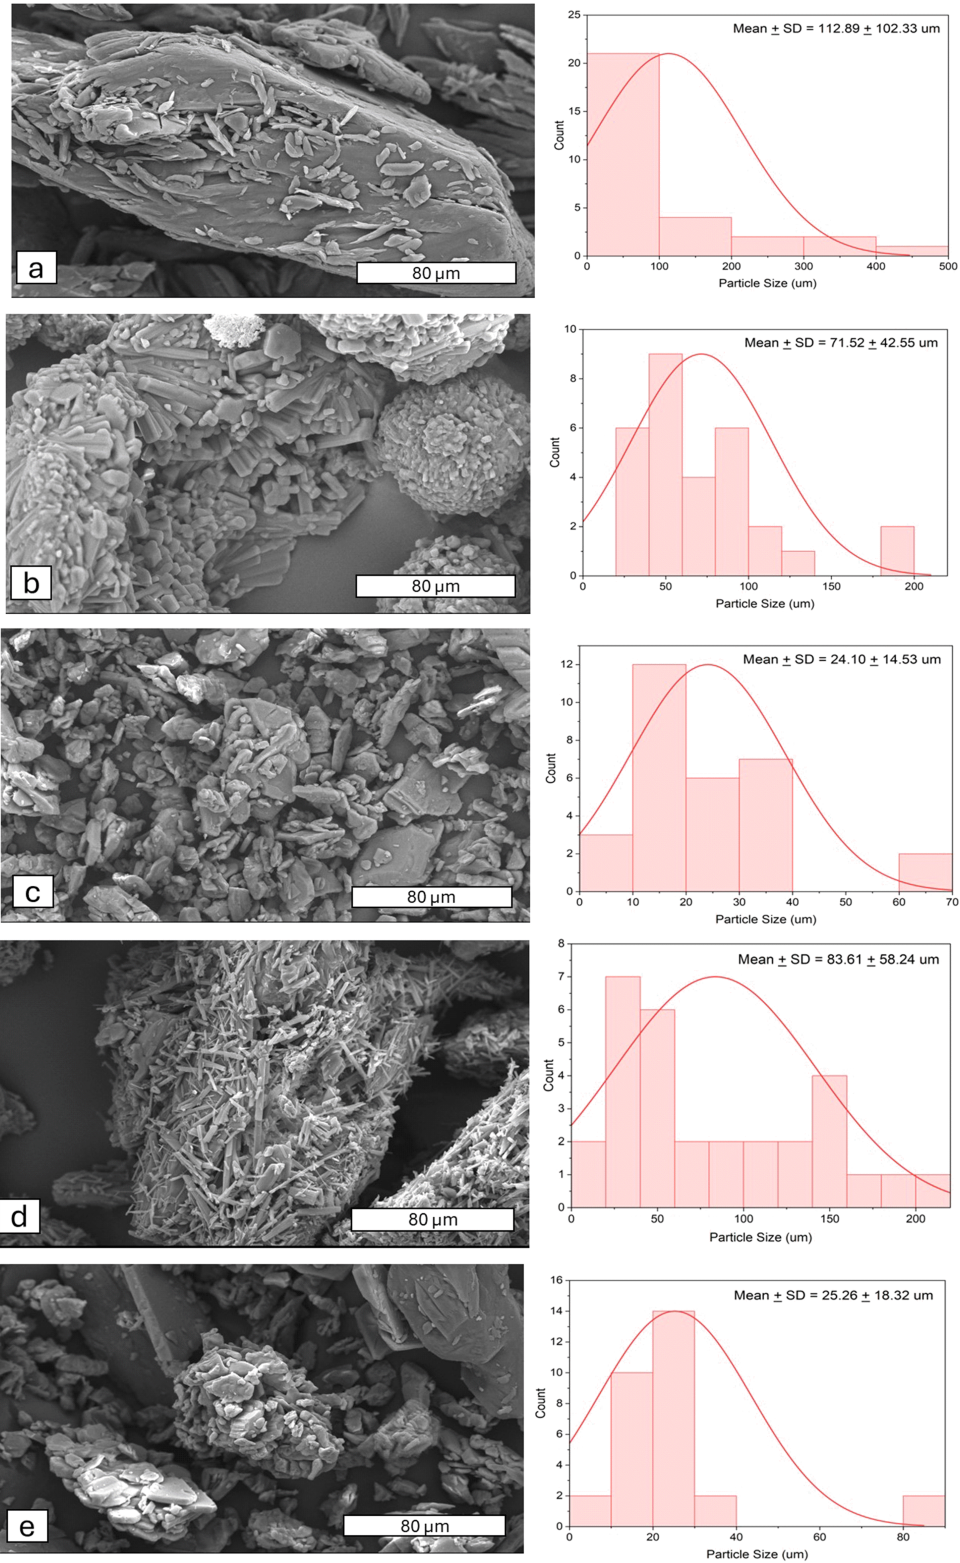 Mean ± SD = 112.89 ± 102.33 um
25
20
15
10
5
0
Count
0 100 200 300 400 500
Particle Size (um)
a
80 µm
Mean ± SD = 71.52 ± 42.55 um
10
8
6
4
2
0
Count
0 50 100 150 200
Particle Size (um)
b
80 µm
Mean ± SD = 24.10 ± 14.53 um
12
10
8
6
4
2
0
Count
0 10 20 30 40 50 60 70
Particle Size (um)
c
80 µm
Mean ± SD = 83.61 ± 58.24 um
8
7
6
5
4
3
2
1
0
Count
0 50 100 150 200
Particle Size (um)
d
80 µm
Mean ± SD = 25.26 ± 18.32 um
16
14
12
10
8
6
4
2
0
Count
0 20 40 60 80
Particle Size (um)
e
80 µm